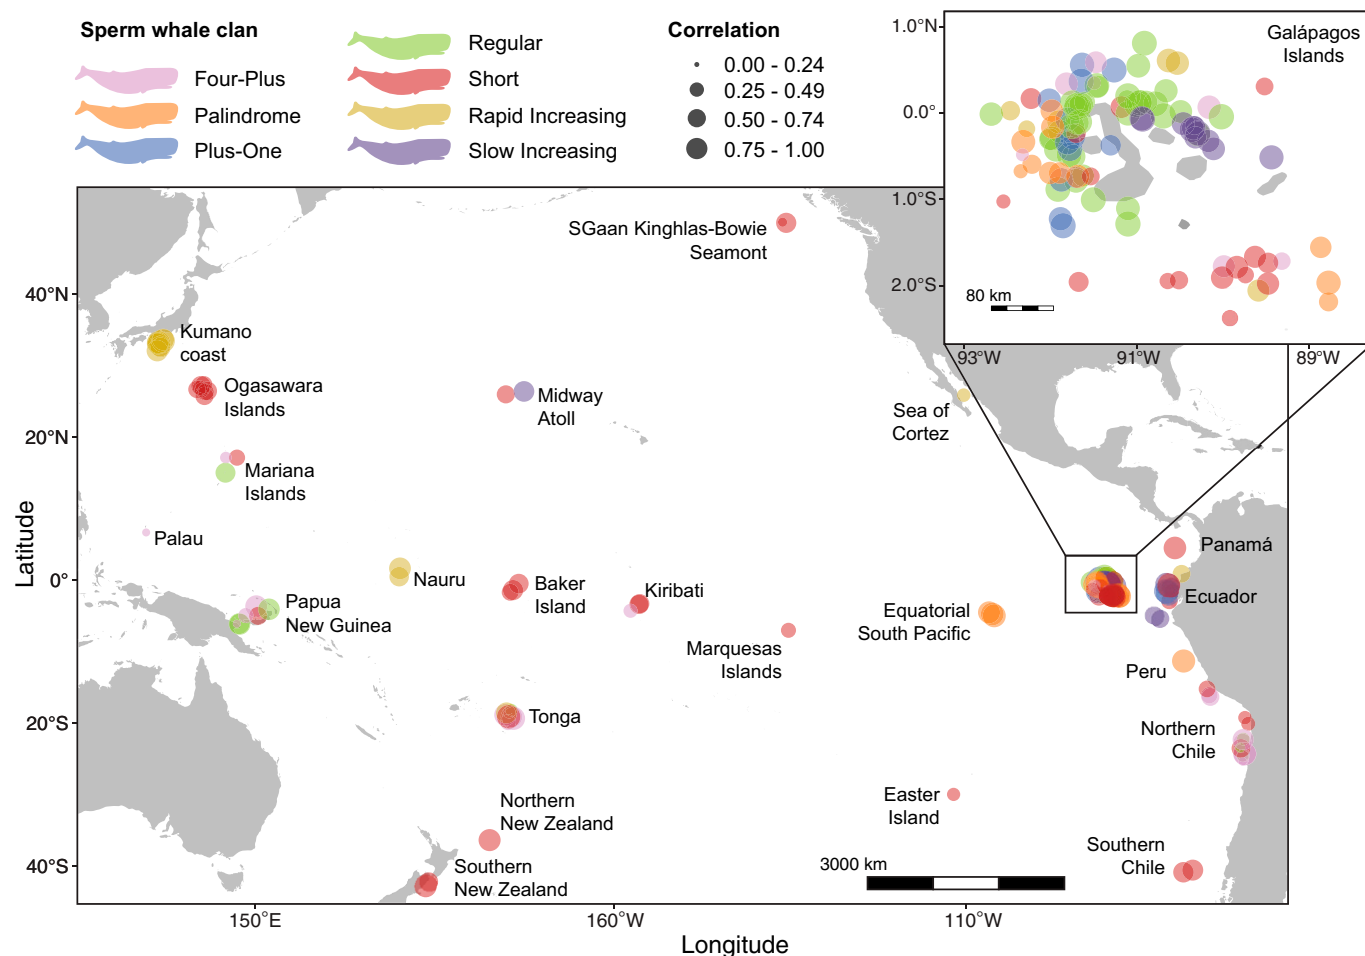 Sperm whale clan
Four-Plus
Palindrome
Plus-One
Regular
Short
Rapid Increasing
Slow Increasing
Correlation
0.00 - 0.24
0.25 - 0.49
0.50 - 0.74
0.75 - 1.00
Galápagos
Islands
1.0°N
0.0°
1.0°S
2.0°S
80 km
93°W
91°W
89°W
SGaan Kinghlas-Bowie
Seamont
Kumano
coast
Ogasawara
Islands
Midway
Atoll
Sea of
Cortez
Mariana
Islands
Palau
Nauru
Baker
Island
Kiribati
Papua
New Guinea
Marquesas
Islands
Equatorial
South Pacific
Panamá
Ecuador
Peru
Tonga
Northern
Chile
Easter
Island
Northern
New Zealand
Southern
New Zealand
Southern
Chile
3000 km
40°N
20°N
0°
20°S
40°S
Latitude
150°E
160°W
110°W
Longitude